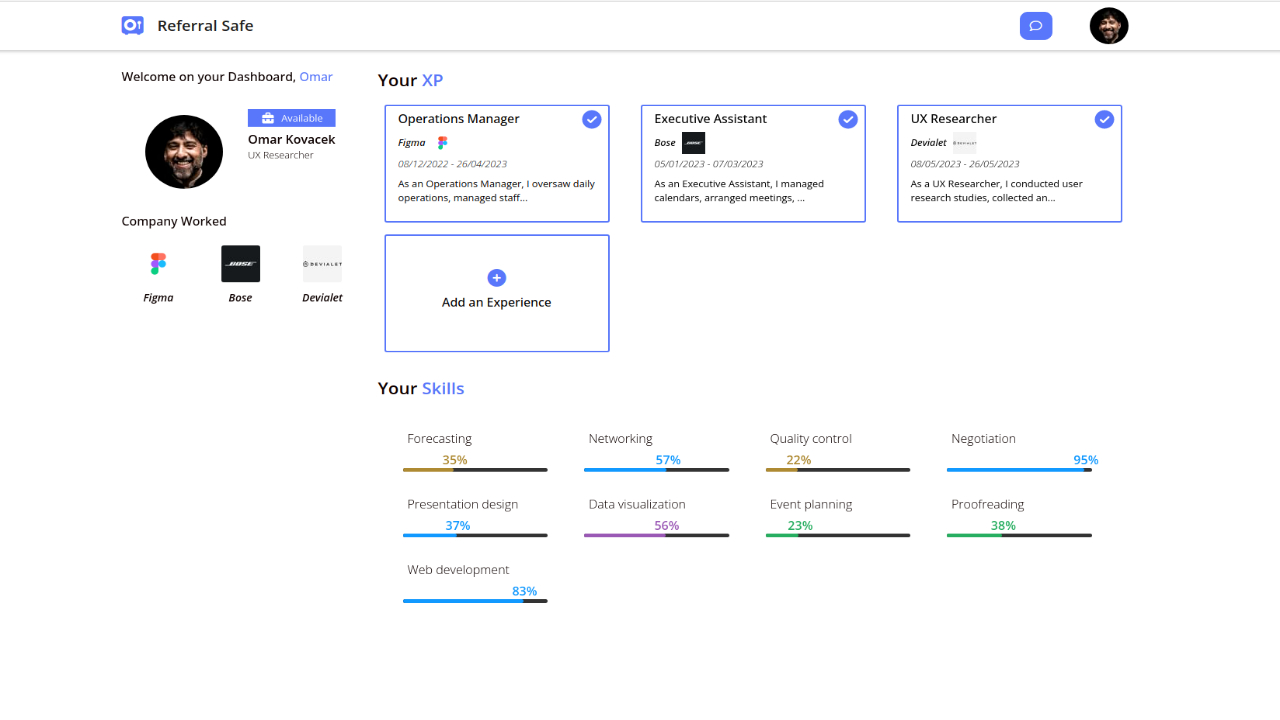 Referral Safe
Welcome on your Dashboard, Omar
Available
Omar Kovacek
UX Researcher
Company Worked
BOSE
DEVIALET
Figma
Bose
Devialet
Your XP
Operations Manager
Figma
08/12/2022 - 26/04/2023
As an Operations Manager, I oversaw daily
operations, managed staff...
Executive Assistant
Bose
BOSE
05/01/2023 - 07/03/2023
As an Executive Assistant, I managed
calendars, arranged meetings, ...
UX Researcher
Devialet
DEVIALET
08/05/2023 - 26/05/2023
As a UX Researcher, I conducted user
research studies, collected an...
Add an Experience
Your Skills
Forecasting
35%
Networking
57%
Quality control
22%
Negotiation
95%
Presentation design
37%
Data visualization
56%
Event planning
23%
Proofreading
38%
Web development
83%